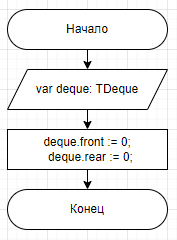 Начало
var deque: TDeque
deque.front := 0;
deque.rear := 0;
Конец